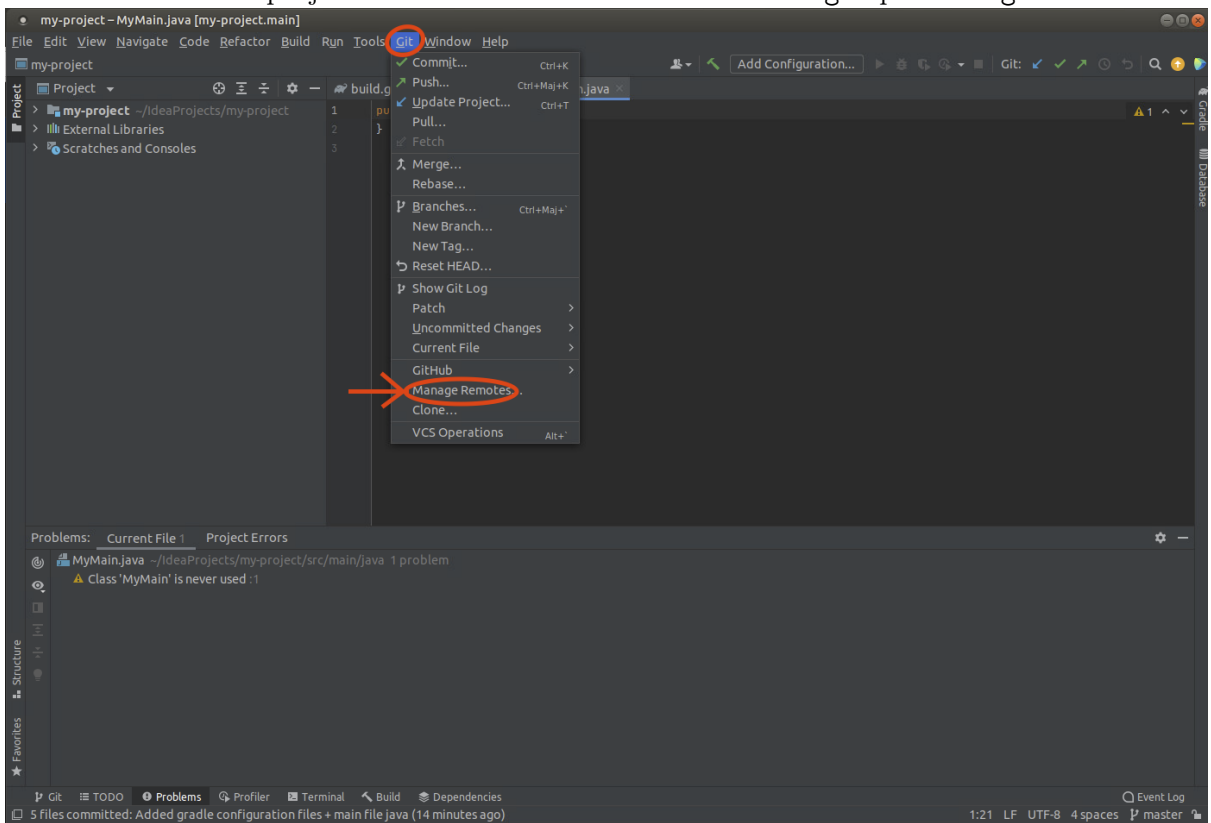 my-project – MyMain.java [my-project.main]
File Edit View Navigate Code Refactor Build Run Tools Git Window Help
my-project
Add Configuration...
Git:
Project
build.g
n.java
my-project ~/IdeaProjects/my-project
External Libraries
Scratches and Consoles
1 pu
2 }
3
1
Commit... Ctrl+K
Push... Ctrl+Maj+K
Update Project... Ctrl+T
Pull...
Fetch
Merge...
Rebase...
Branches... Ctrl+Maj+`
New Branch...
New Tag...
Reset HEAD...
Show Git Log
Patch
Uncommitted Changes
Current File
GitHub
Manage Remotes...
Clone...
VCS Operations Alt+`
Project
Gradle
Database
Problems: Current File 1 Project Errors
MyMain.java ~/IdeaProjects/my-project/src/main/java 1 problem
Class 'MyMain' is never used :1
Structure
Favorites
Git TODO Problems Profiler Terminal Build Dependencies Event Log
5 files committed: Added gradle configuration files + main file java (14 minutes ago) 1:21 LF UTF-8 4 spaces master